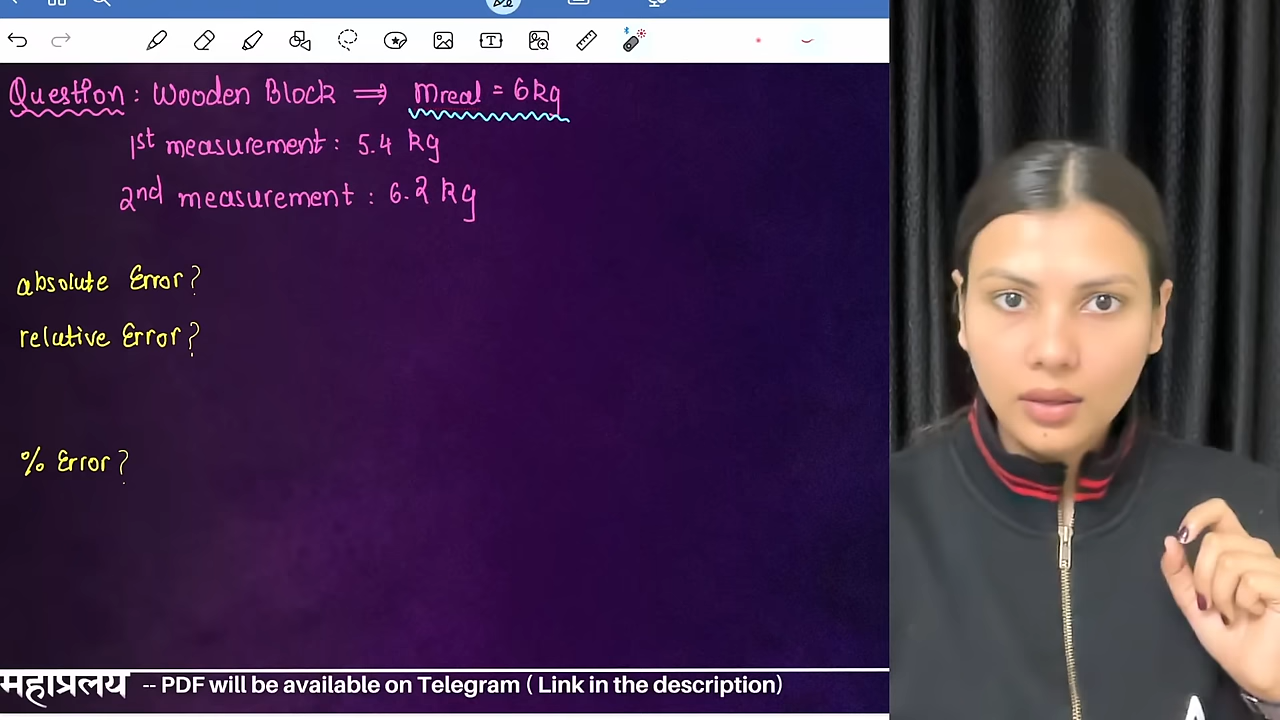 Question : Wooden Block ⟹ Mreal = 6 kg
1st measurement : 5.4 kg
2nd measurement : 6.2 kg
absolute Error?
relative Error?
% Error?
महाप्रलय -- PDF will be available on Telegram ( Link in the description)